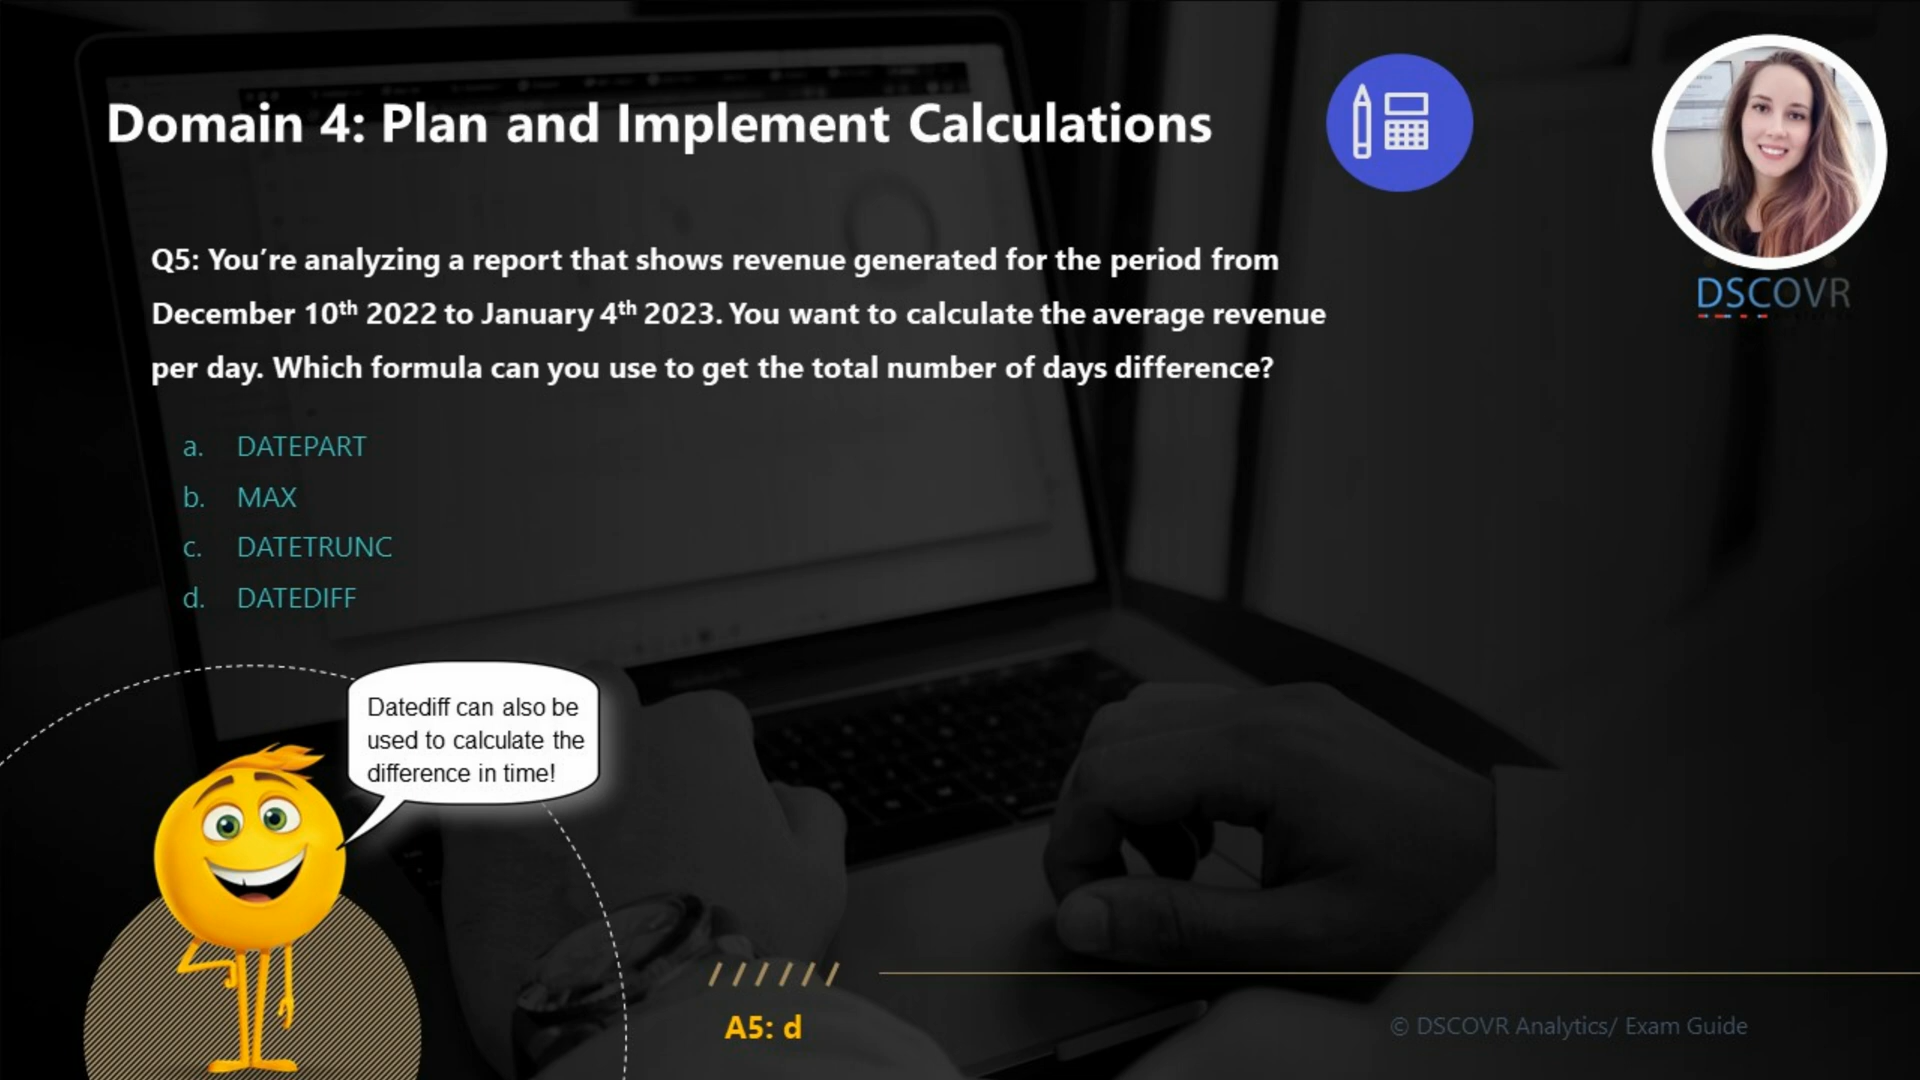 Domain 4: Plan and Implement Calculations
DSCOVR
Q5: You’re analyzing a report that shows revenue generated for the period from
December 10th 2022 to January 4th 2023. You want to calculate the average revenue
per day. Which formula can you use to get the total number of days difference?
a. DATEPART
b. MAX
c. DATETRUNC
d. DATEDIFF
Datediff can also be
used to calculate the
difference in time!
A5: d
© DSCOVR Analytics/ Exam Guide